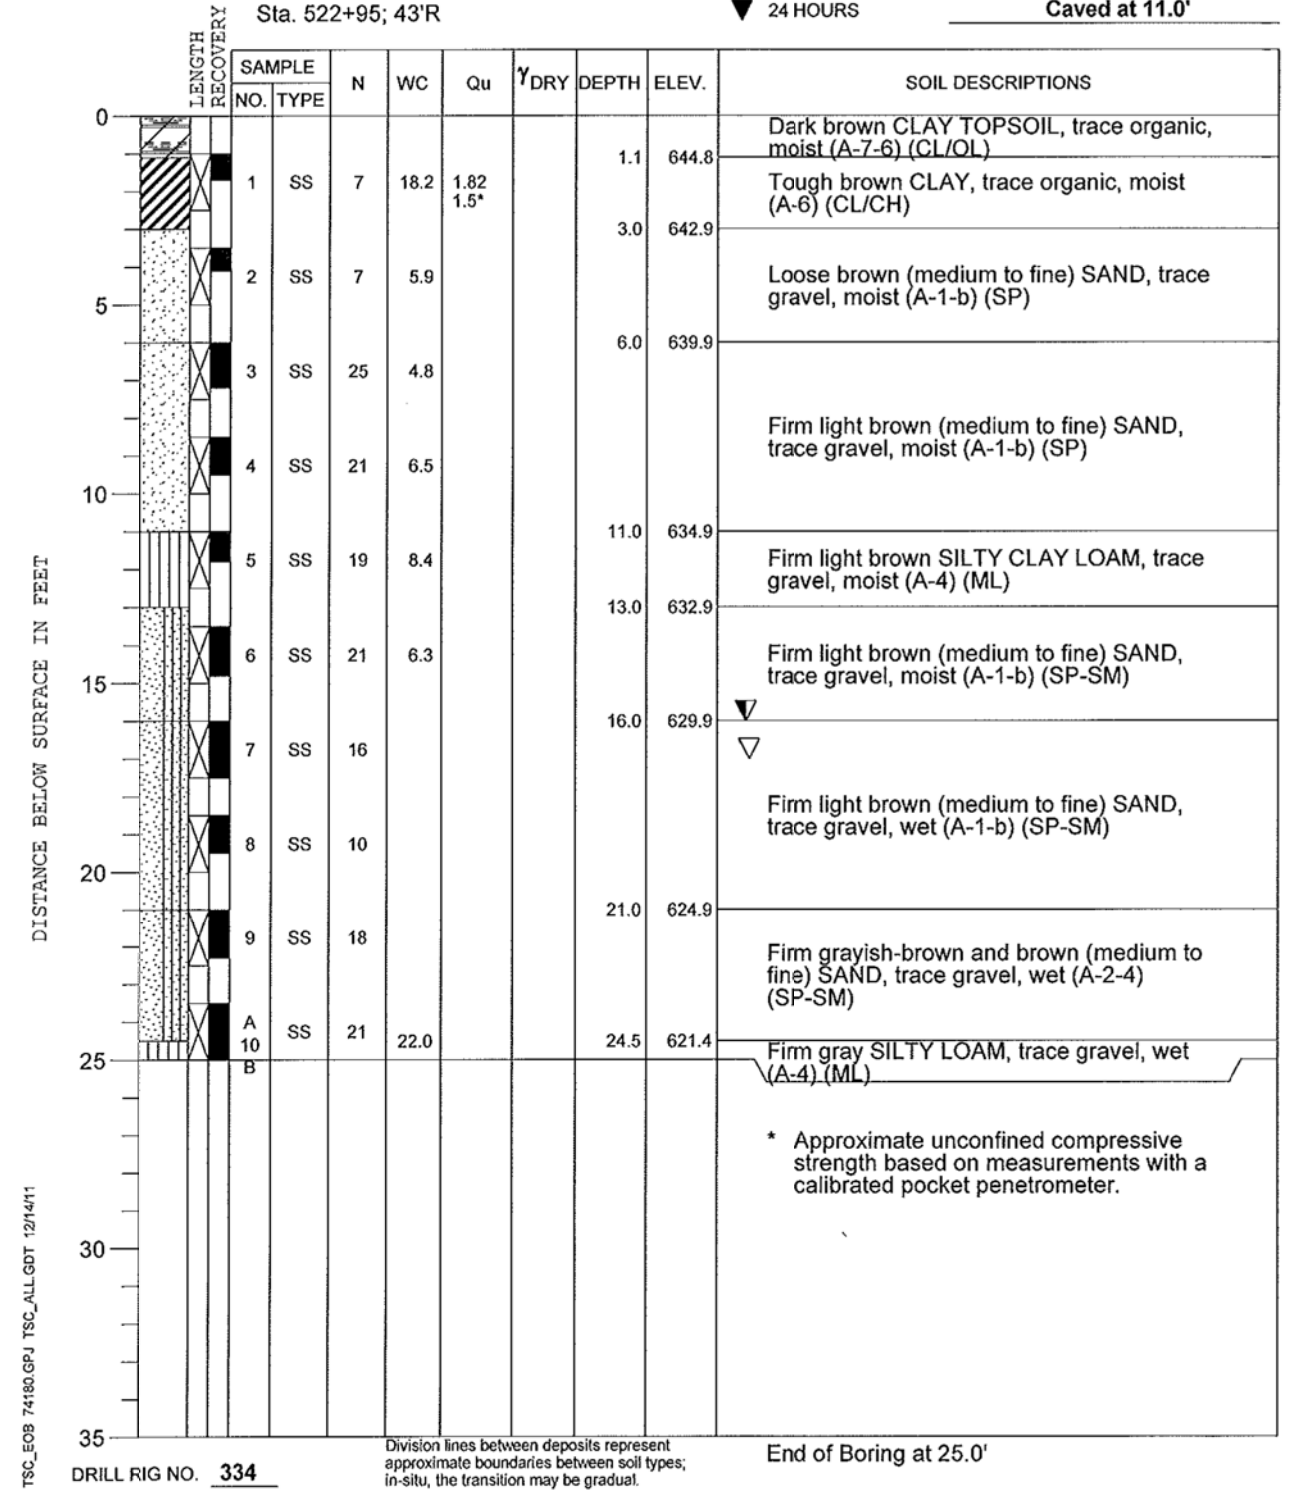 Sta. 522+95; 43'R
▼ 24 HOURS Caved at 11.0'
LENGTH
RECOVERY
SAMPLE
NO. TYPE N WC Qu γDRY DEPTH ELEV. SOIL DESCRIPTIONS
0
Dark brown CLAY TOPSOIL, trace organic,
moist (A-7-6) (CL/OL)
1.1 644.8
1 SS 7 18.2 1.82
1.5*
Tough brown CLAY, trace organic, moist
(A-6) (CL/CH)
3.0 642.9
2 SS 7 5.9
Loose brown (medium to fine) SAND, trace
gravel, moist (A-1-b) (SP)
5
6.0 639.9
3 SS 25 4.8
Firm light brown (medium to fine) SAND,
trace gravel, moist (A-1-b) (SP)
4 SS 21 6.5
10
11.0 634.9
5 SS 19 8.4
Firm light brown SILTY CLAY LOAM, trace
gravel, moist (A-4) (ML)
13.0 632.9
6 SS 21 6.3
Firm light brown (medium to fine) SAND,
trace gravel, moist (A-1-b) (SP-SM)
15
16.0 629.9
7 SS 16
Firm light brown (medium to fine) SAND,
trace gravel, wet (A-1-b) (SP-SM)
8 SS 10
20
21.0 624.9
9 SS 18
Firm grayish-brown and brown (medium to
fine) SAND, trace gravel, wet (A-2-4)
(SP-SM)
A
10 SS 21 22.0
B
24.5 621.4
Firm gray SILTY LOAM, trace gravel, wet
(A-4) (ML)
25
* Approximate unconfined compressive
strength based on measurements with a
calibrated pocket penetrometer.
30
35
DISTANCE BELOW SURFACE IN FEET
TSC_EOB 74180.GPJ TSC_ALL.GDT 12/14/11
DRILL RIG NO. 334
Division lines between deposits represent
approximate boundaries between soil types;
in-situ, the transition may be gradual.
End of Boring at 25.0'